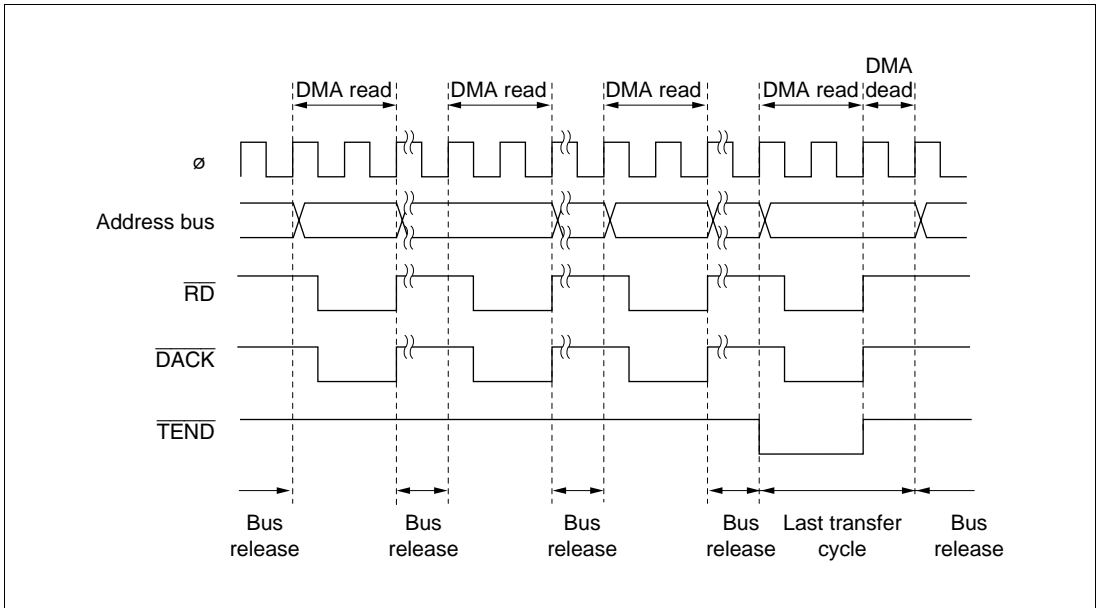 DMA
DMA read DMA read DMA read DMA read dead
ø
Address bus
RD
DACK
TEND
Bus Bus Bus Bus Last transfer Bus
release release release release cycle release